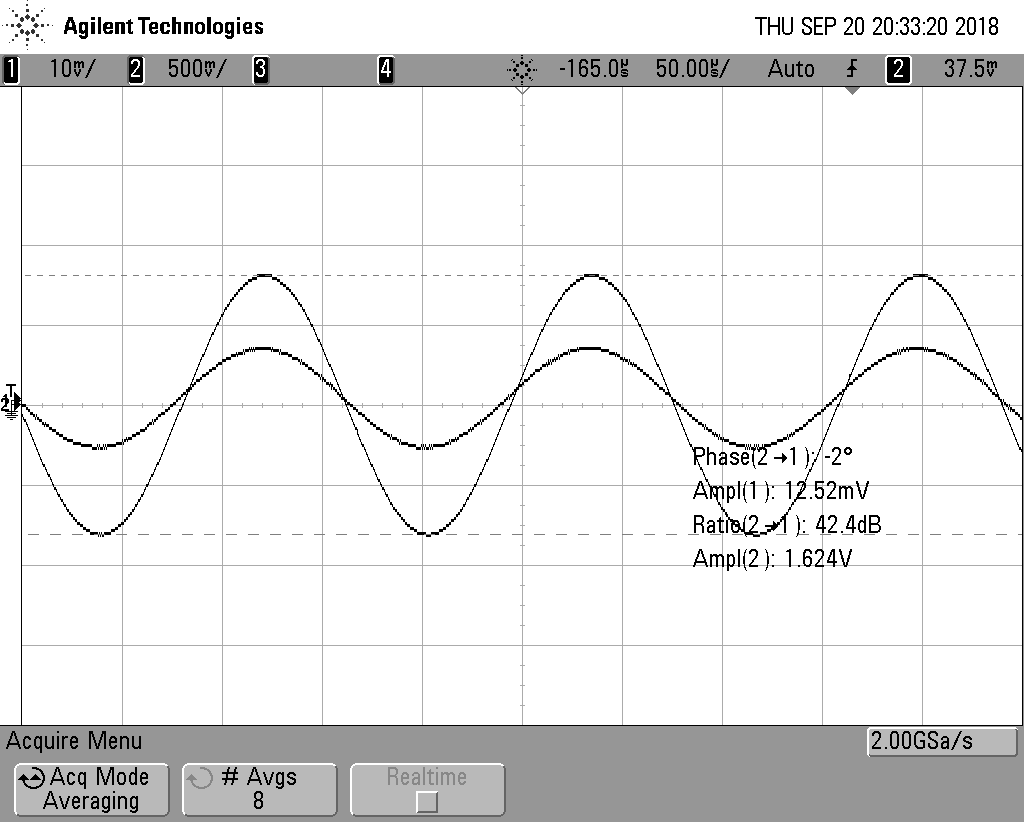 Agilent Technologies THU SEP 20 20:33:20 2018
1 10mV/ 2 500mV/ 3 4 -165.0µs 50.00µs/ Auto 2 37.5mV
T
2
Phase(2→1): -2°
Ampl(1): 12.52mV
Ratio(2→1): 42.4dB
Ampl(2): 1.624V
Acquire Menu 2.00GSa/s
Acq Mode # Avgs Realtime
Averaging 8